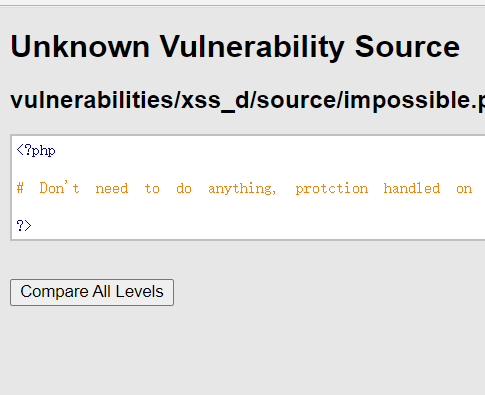 Unknown Vulnerability Source
vulnerabilities/xss_d/source/impossible.p
<?php
# Don't need to do anything, protction handled on
?>
Compare All Levels